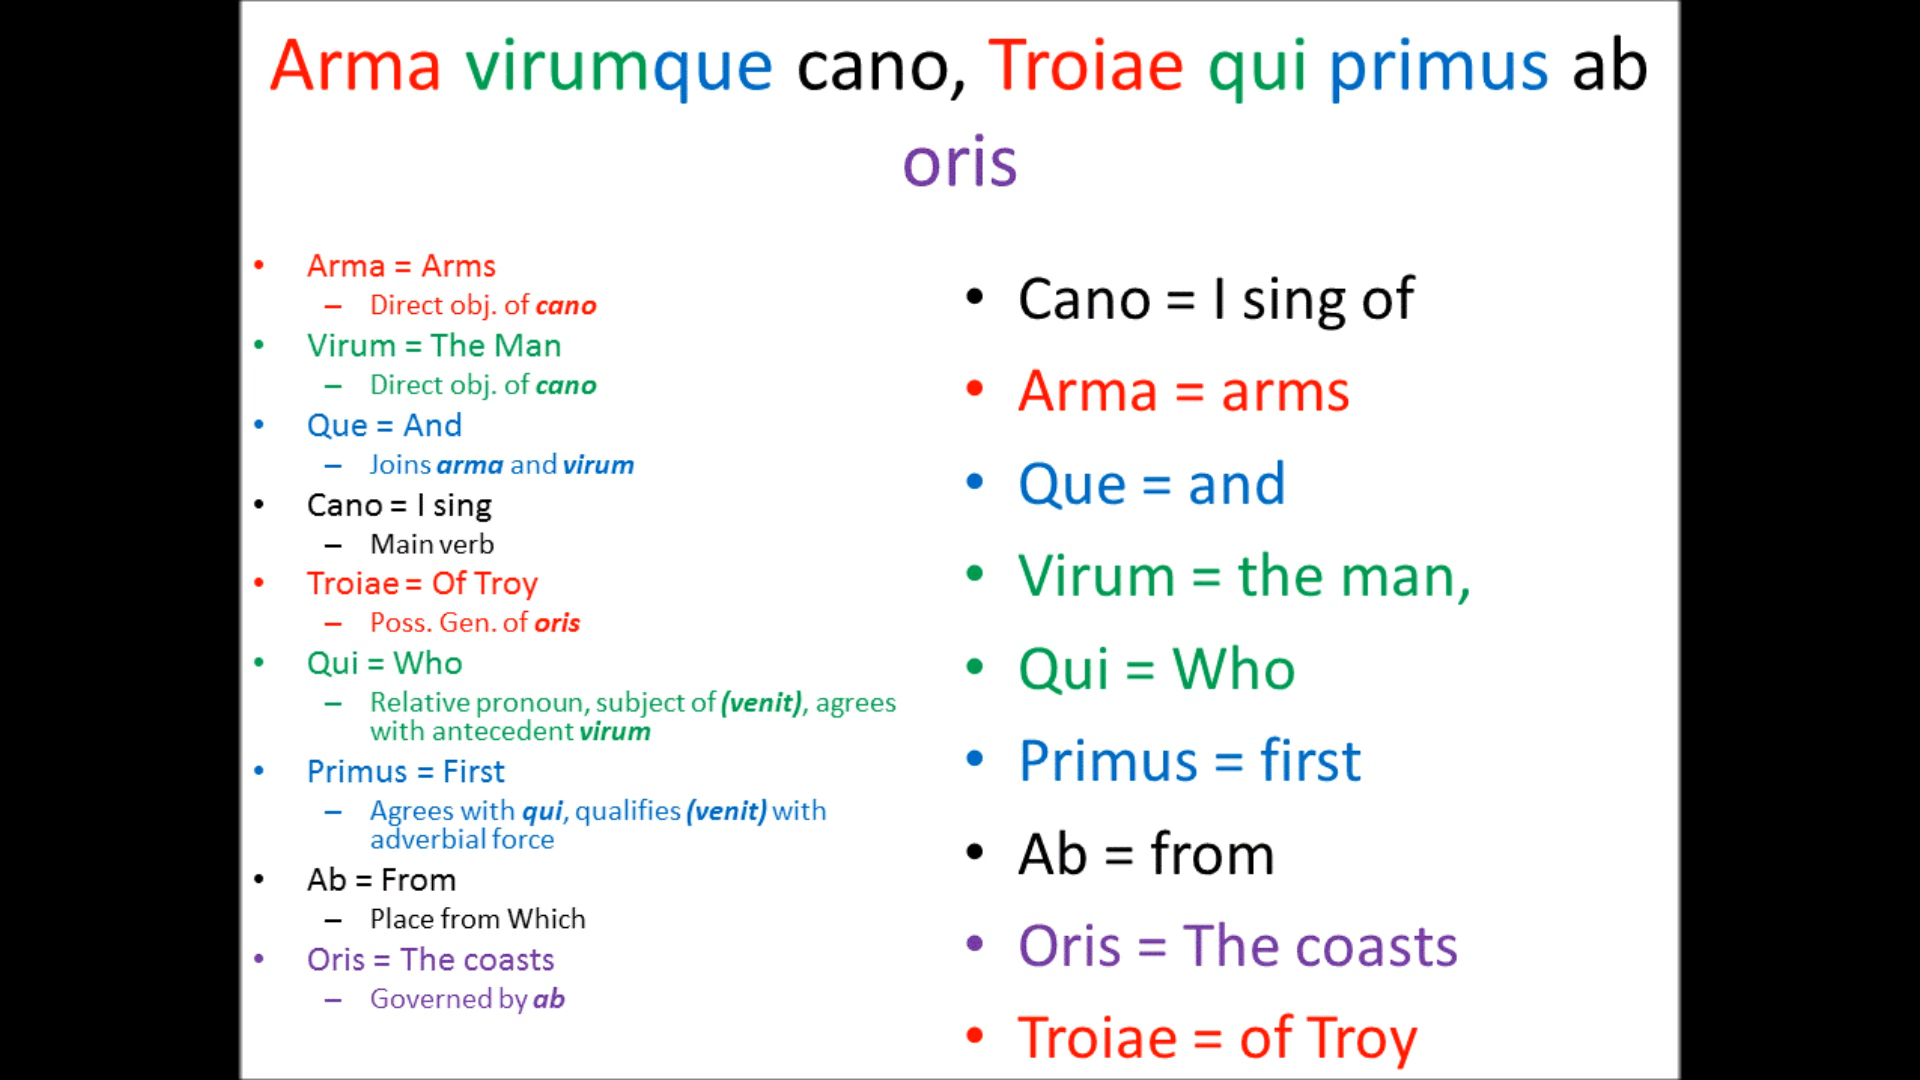 Arma virumque cano, Troiae qui primus ab
oris
• Arma = Arms
– Direct obj. of cano
• Virum = The Man
– Direct obj. of cano
• Que = And
– Joins arma and virum
• Cano = I sing
– Main verb
• Troiae = Of Troy
– Poss. Gen. of oris
• Qui = Who
– Relative pronoun, subject of (venit), agrees
with antecedent virum
• Primus = First
– Agrees with qui, qualifies (venit) with
adverbial force
• Ab = From
– Place from Which
• Oris = The coasts
– Governed by ab
• Cano = I sing of
• Arma = arms
• Que = and
• Virum = the man,
• Qui = Who
• Primus = first
• Ab = from
• Oris = The coasts
• Troiae = of Troy